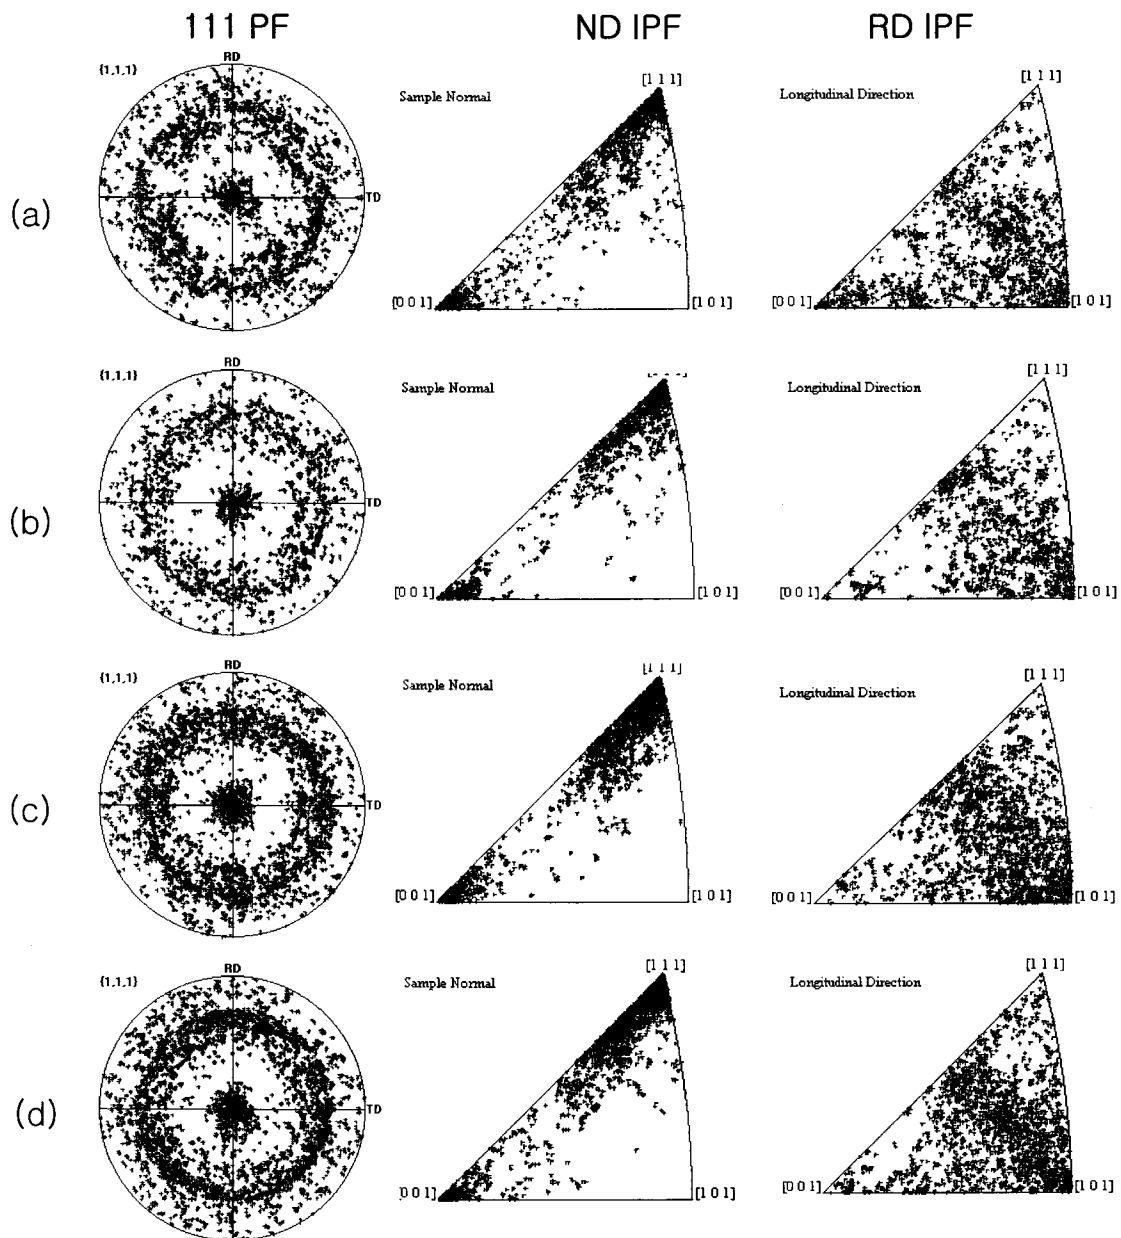 111 PF ND IPF RD IPF
(a)
{1,1,1}
RD
TD
Sample Normal
[1 1 1]
[0 0 1]
[1 0 1]
Longitudinal Direction
[1 1 1]
[0 0 1]
[1 0 1]
(b)
{1,1,1}
RD
TD
Sample Normal
[0 0 1]
[1 0 1]
Longitudinal Direction
[1 1 1]
[0 0 1]
[1 0 1]
(c)
{1,1,1}
RD
TD
Sample Normal
[1 1 1]
[0 0 1]
[1 0 1]
Longitudinal Direction
[1 1 1]
[0 0 1]
[1 0 1]
(d)
{1,1,1}
RD
TD
Sample Normal
[1 1 1]
0 0 1]
[1 0 1]
Longitudinal Direction
[1 1 1]
[0 0 1]
[1 0 1]